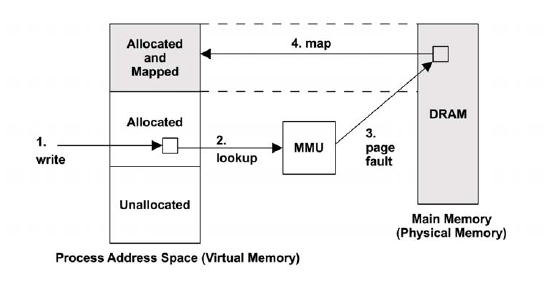 Allocated
and
Mapped
4. map
DRAM
Allocated
1.
write
2.
lookup
MMU
3.
page
fault
Unallocated
Main Memory
(Physical Memory)
Process Address Space (Virtual Memory)